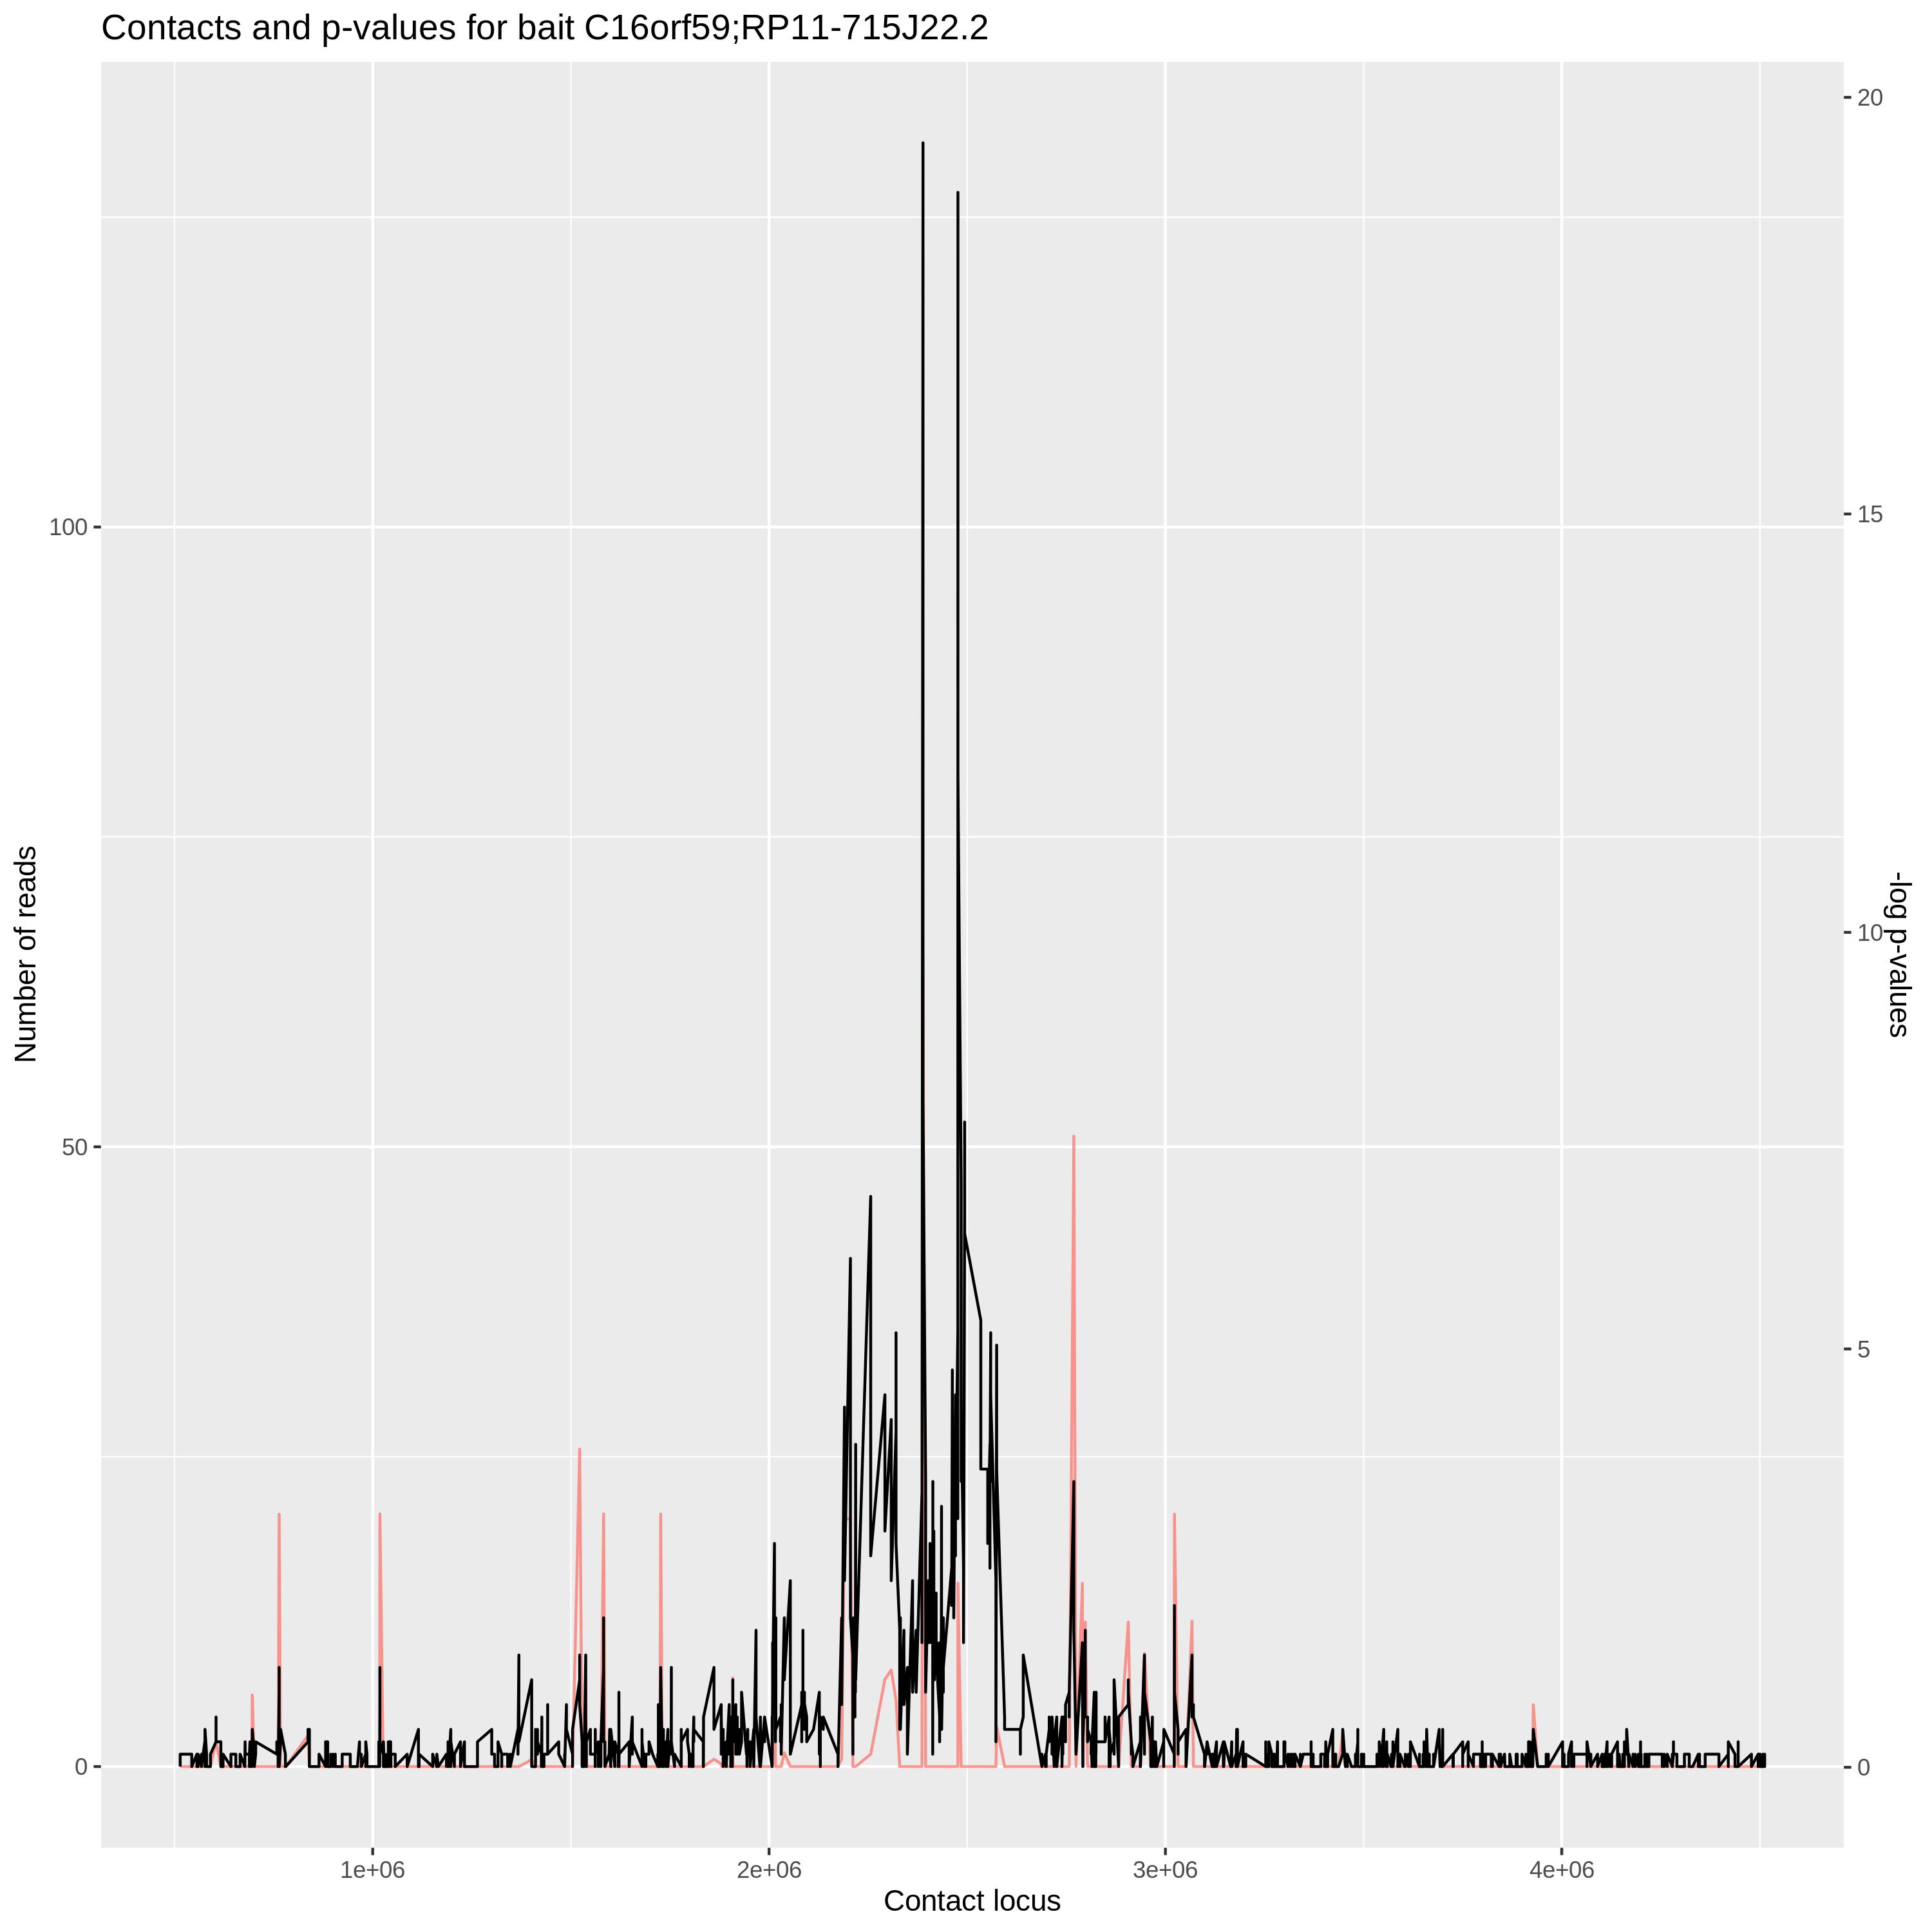 Contacts and p-values for bait C16orf59;RP11-715J22.2
Number of reads
100
50
0
20
15
10
5
0
-log p-values
1e+06
2e+06
3e+06
4e+06
Contact locus